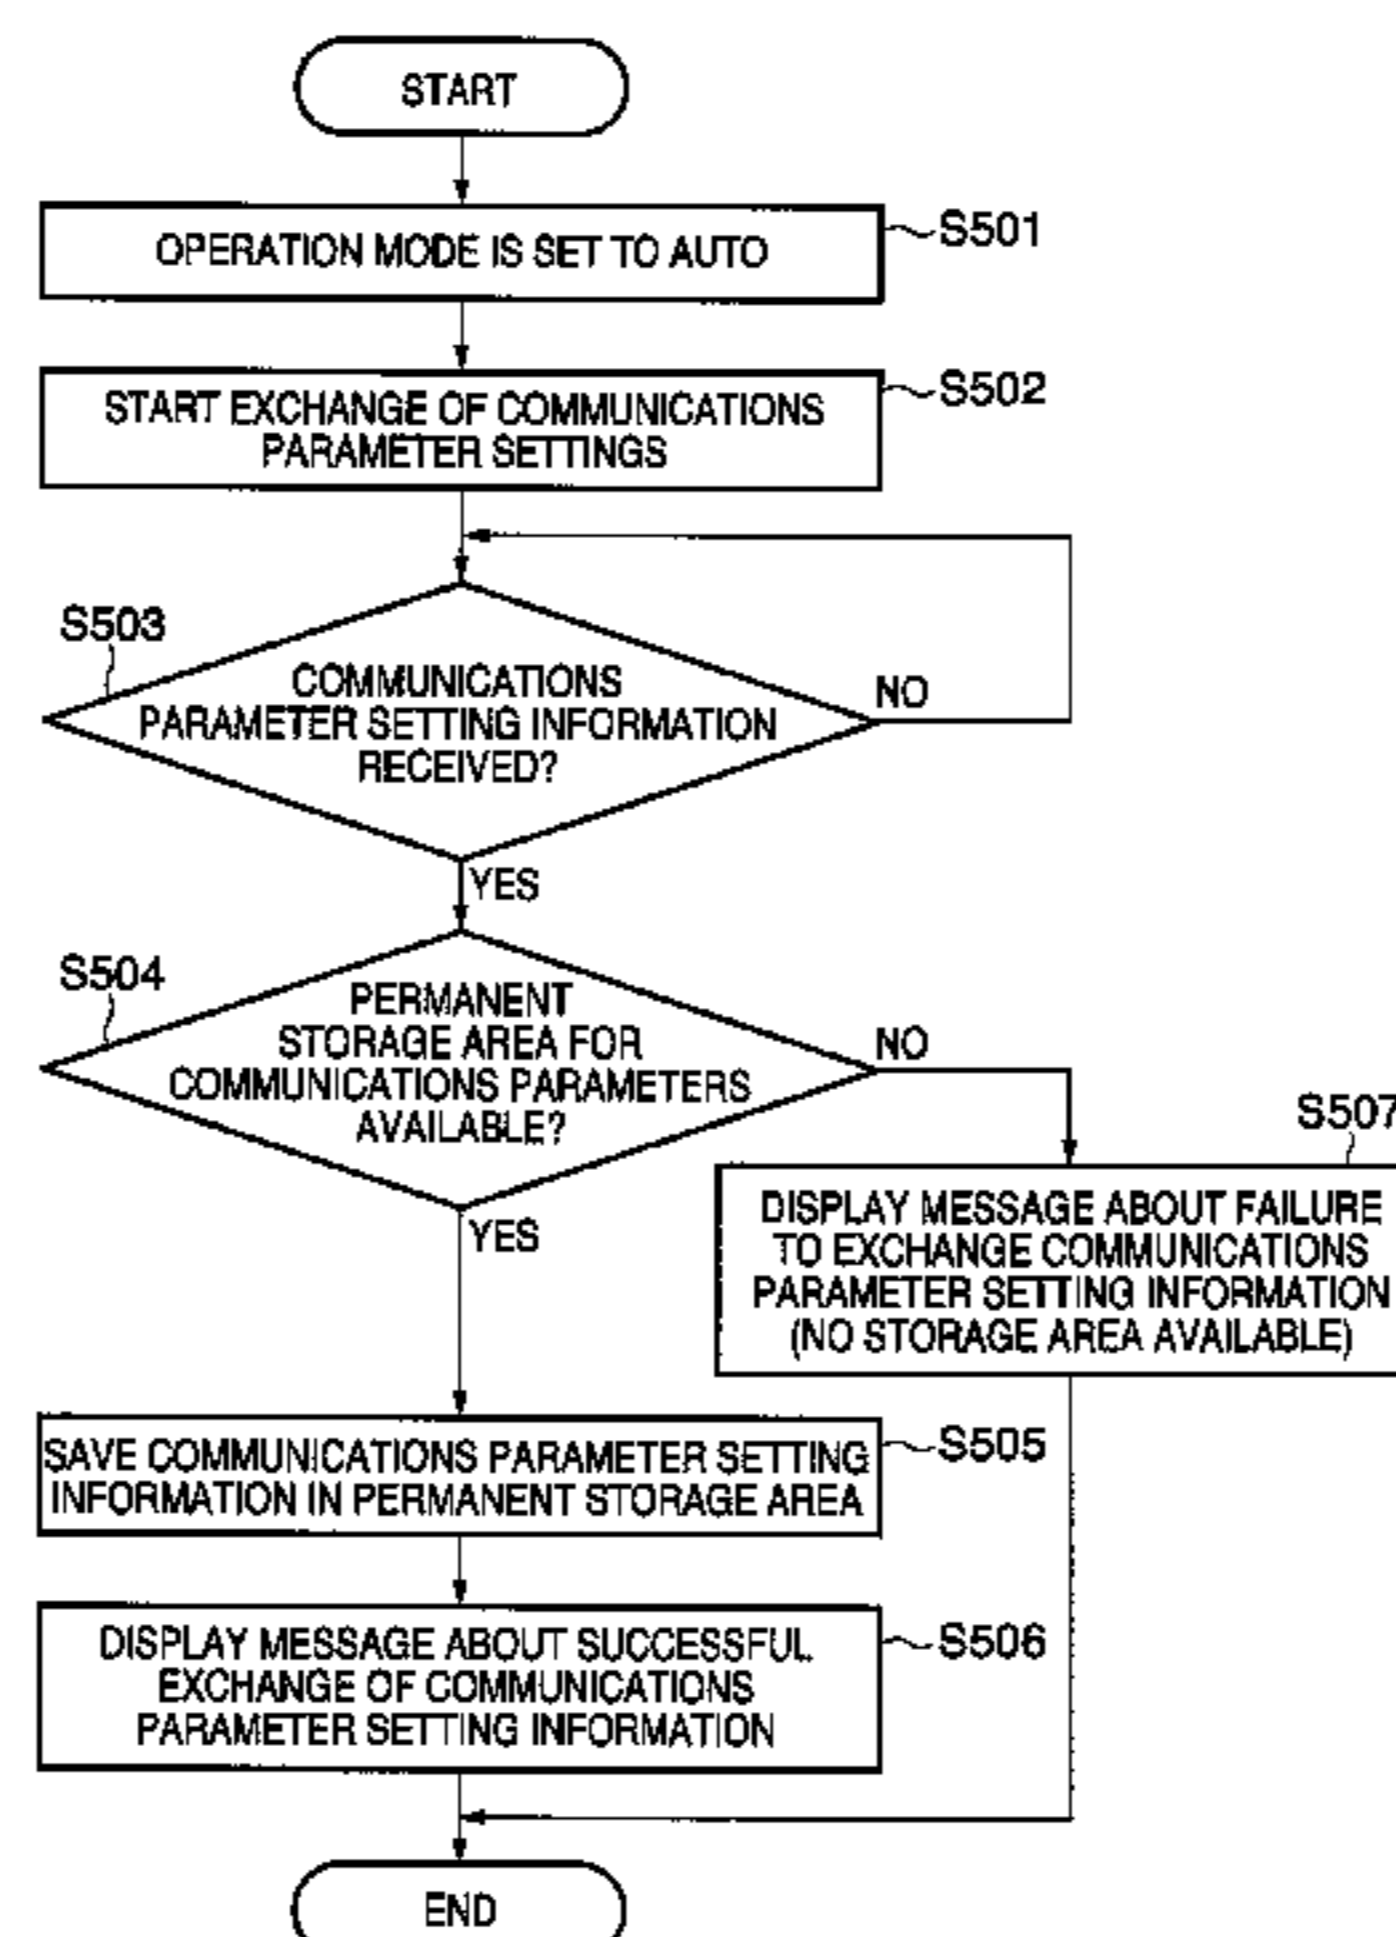 START
OPERATION MODE IS SET TO AUTO
S501
START EXCHANGE OF COMMUNICATIONS
PARAMETER SETTINGS
S502
S503
COMMUNICATIONS
PARAMETER SETTING INFORMATION
RECEIVED?
NO
YES
S504
PERMANENT
STORAGE AREA FOR
COMMUNICATIONS PARAMETERS
AVAILABLE?
NO
YES
S507
DISPLAY MESSAGE ABOUT FAILURE
TO EXCHANGE COMMUNICATIONS
PARAMETER SETTING INFORMATION
(NO STORAGE AREA AVAILABLE)
SAVE COMMUNICATIONS PARAMETER SETTING
INFORMATION IN PERMANENT STORAGE AREA
S505
DISPLAY MESSAGE ABOUT SUCCESSFUL
EXCHANGE OF COMMUNICATIONS
PARAMETER SETTING INFORMATION
S506
END